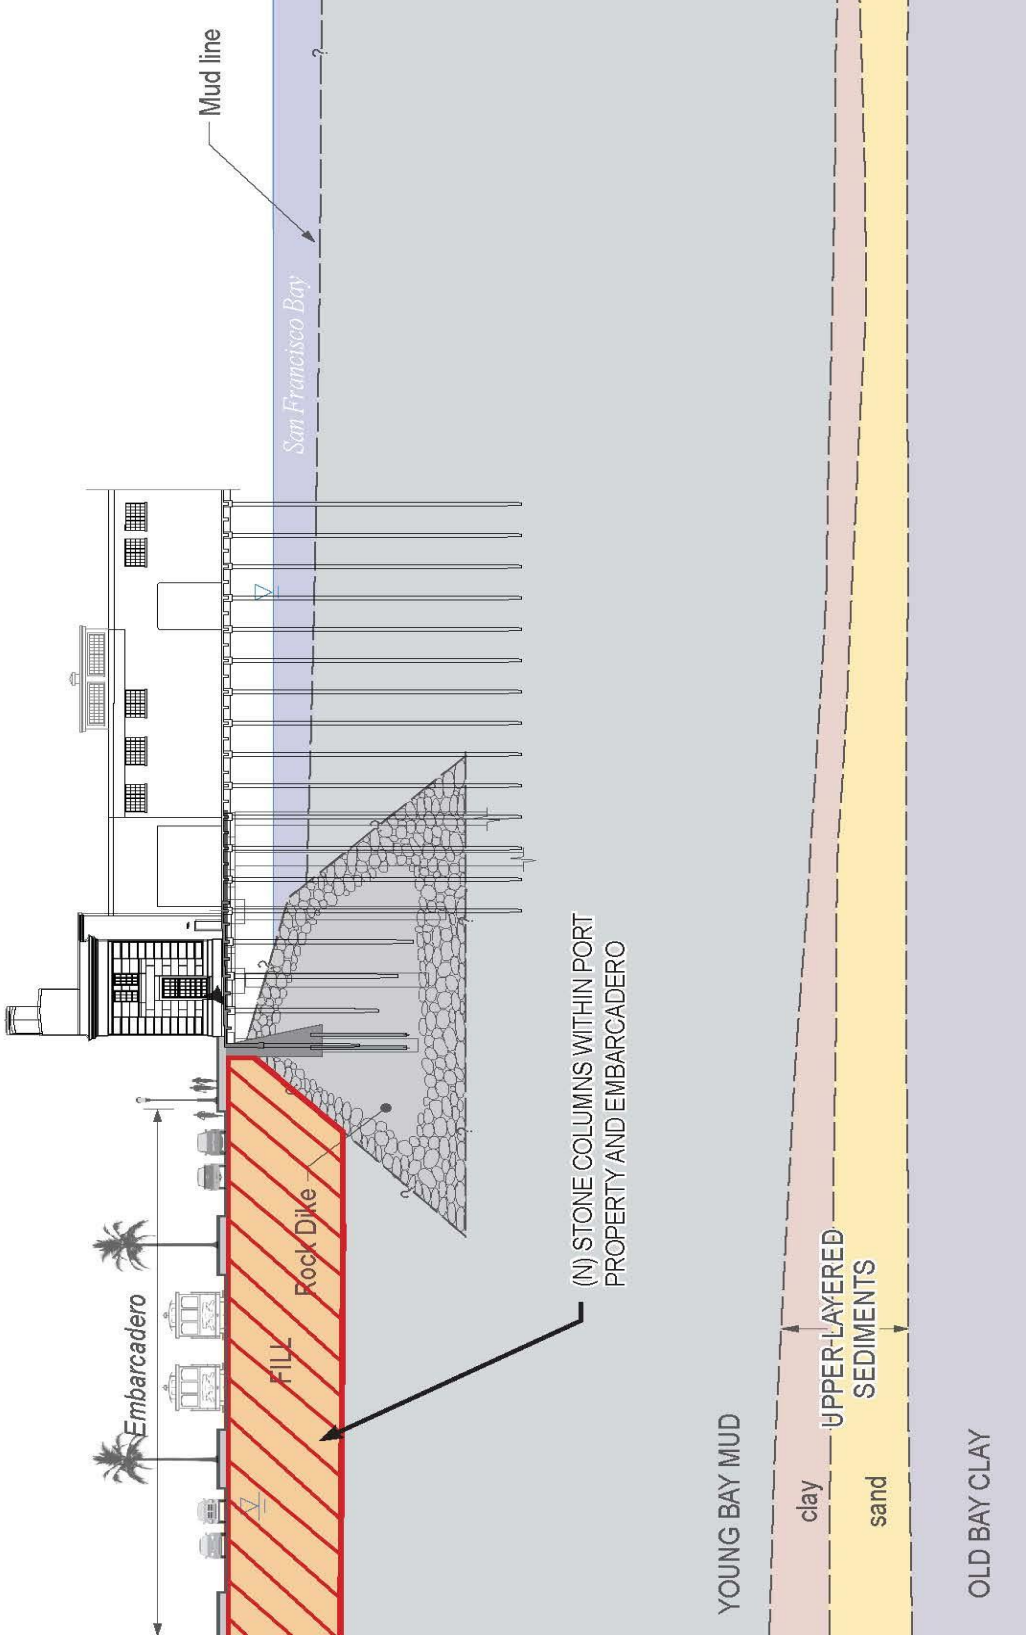 Embarcadero
FILL
Rock Dike
San Francisco Bay
Mud line
?
?
?
?
?
?
?
?
(N) STONE COLUMNS WITHIN PORT
PROPERTY AND EMBARCADERO
YOUNG BAY MUD
clay
UPPER LAYERED
SEDIMENTS
sand
OLD BAY CLAY